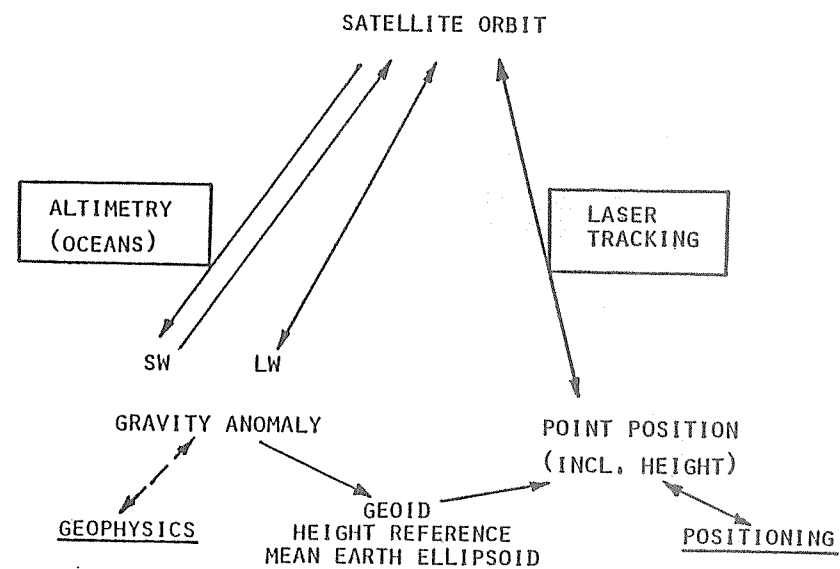 SATELLITE ORBIT
ALTIMETRY
(OCEANS)
LASER
TRACKING
SW
LW
GRAVITY ANOMALY
POINT POSITION
(INCL. HEIGHT)
GEOPHYSICS
GEOID
HEIGHT REFERENCE
MEAN EARTH ELLIPSOID
POSITIONING